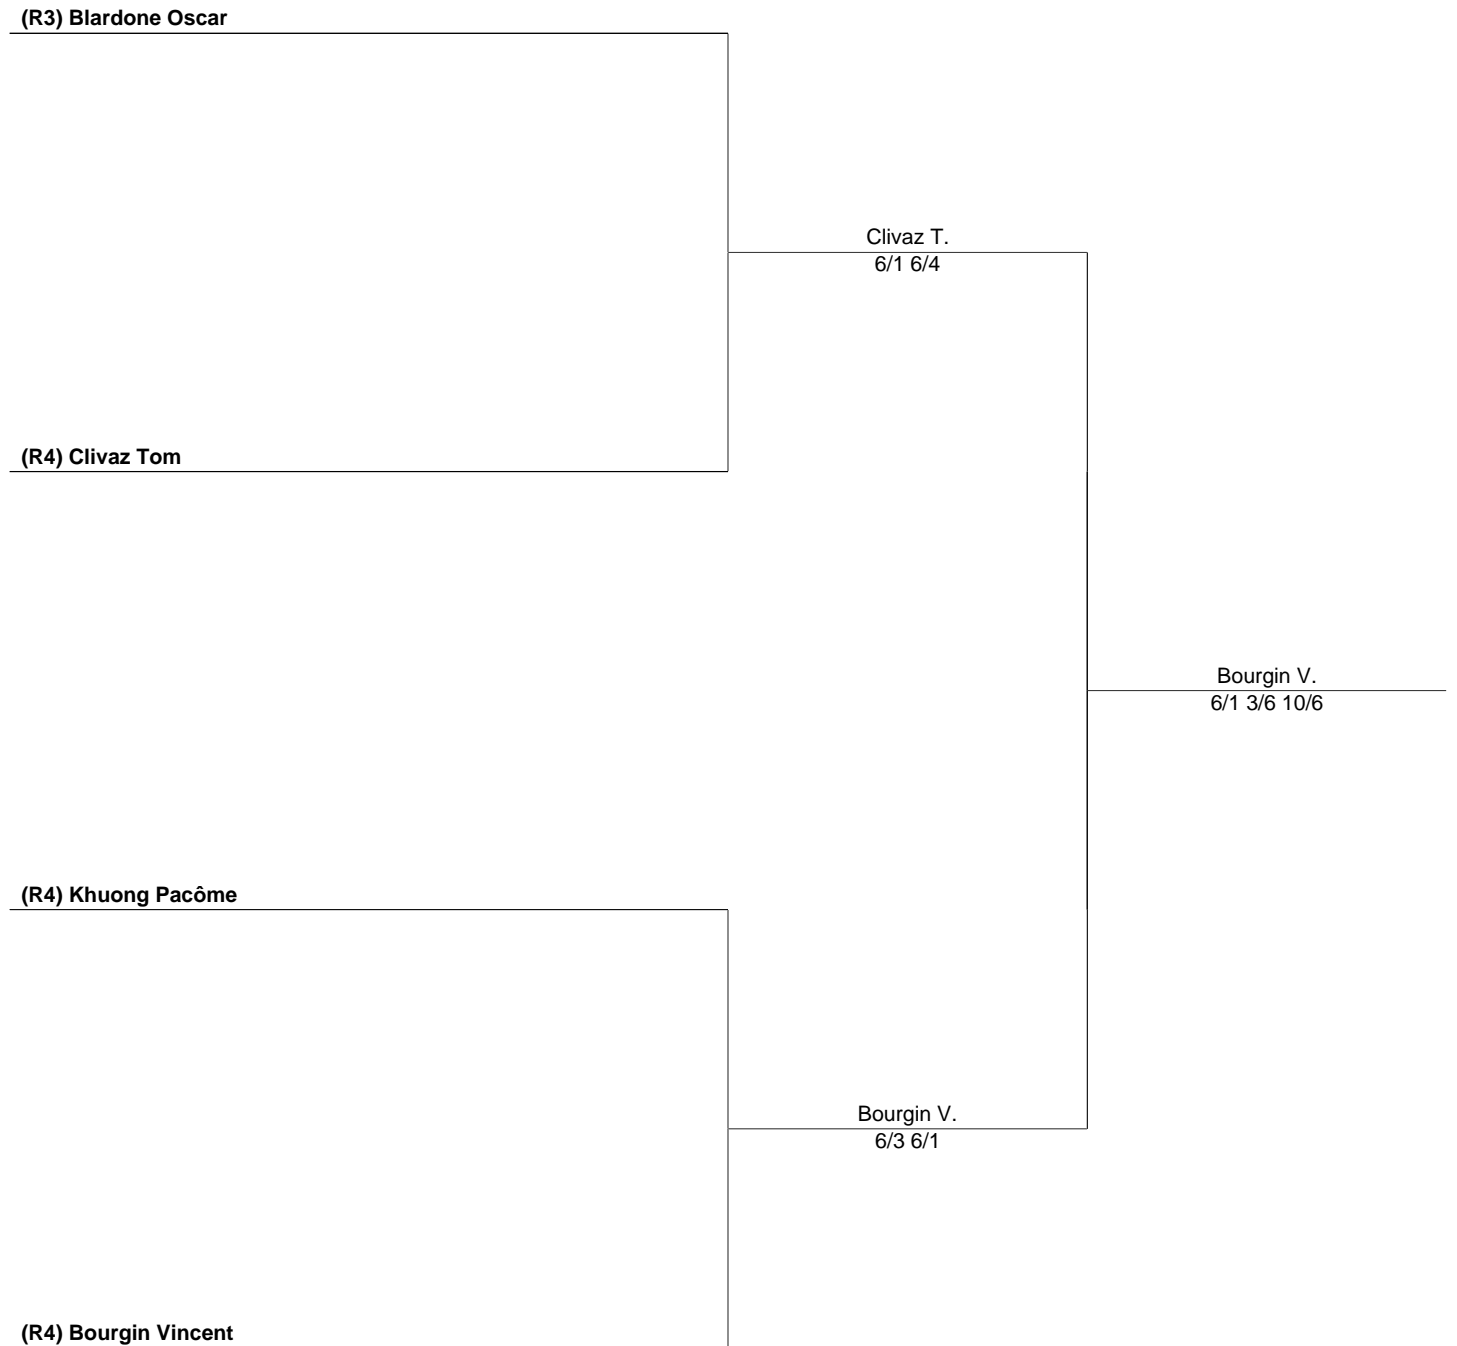 (R3) Blardone Oscar
Clivaz T.
6/1 6/4
(R4) Clivaz Tom
Bourgin V.
6/1 3/6 10/6
(R4) Khuong Pacôme
Bourgin V.
6/3 6/1
(R4) Bourgin Vincent